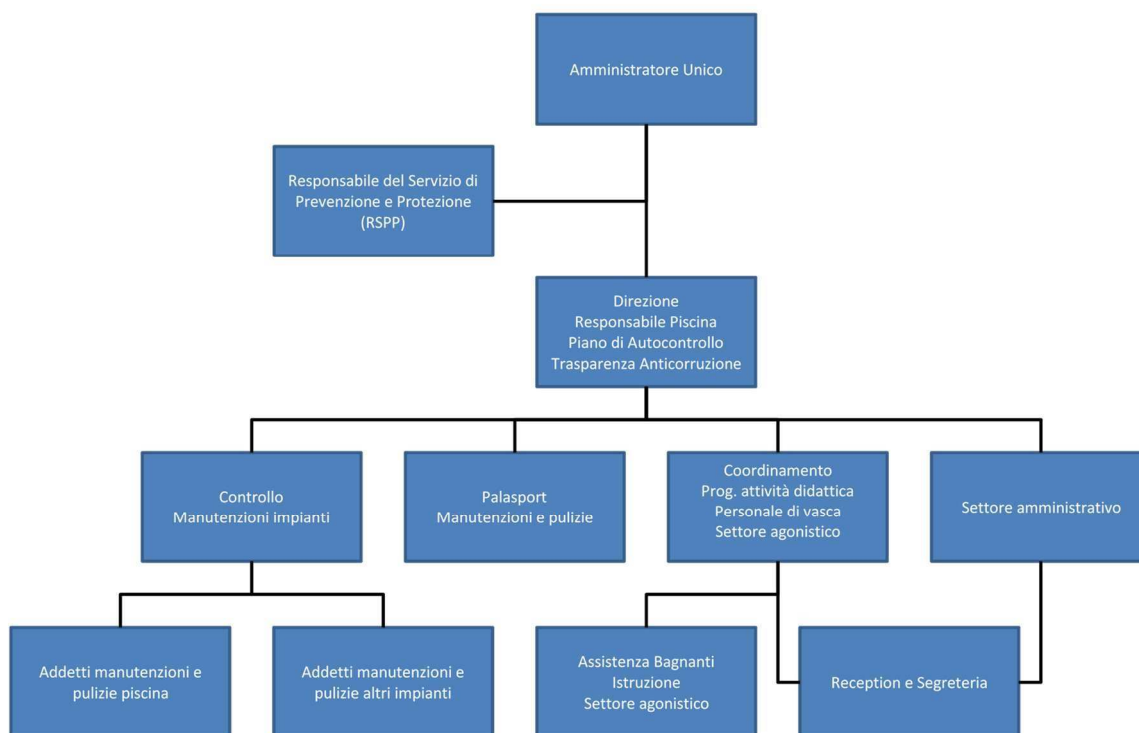 Amministratore Unico
Responsabile del Servizio di
Prevenzione e Protezione
(RSPP)
Direzione
Responsabile Piscina
Piano di Autocontrollo
Trasparenza Anticorruzione
Controllo
Manutenzioni impianti
Palasport
Manutenzioni e pulizie
Coordinamento
Prog. attività didattica
Personale di vasca
Settore agonistico
Settore amministrativo
Addetti manutenzioni e
pulizie piscina
Addetti manutenzioni e
pulizie altri impianti
Assistenza Bagnanti
Istruzione
Settore agonistico
Reception e Segreteria